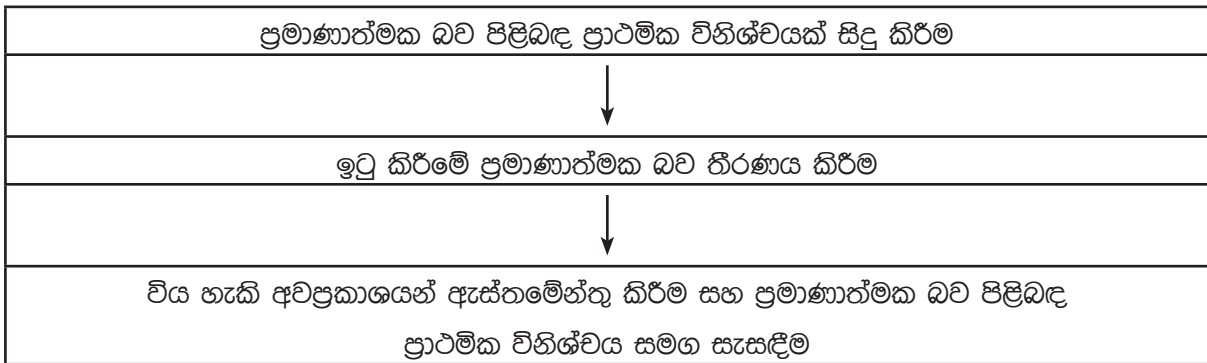 ප්‍රමාණාත්මක බව පිළිබඳ ප්‍රාථමික විනිශ්චයක් සිදු කිරීම
ඉටු කිරීමේ ප්‍රමාණාත්මක බව තීරණය කිරීම
විය හැකි අවප්‍රකාශයන් ඇස්තමේන්තු කිරීම සහ ප්‍රමාණාත්මක බව පිළිබඳ
ප්‍රාථමික විනිශ්චය සමග සැසඳීම